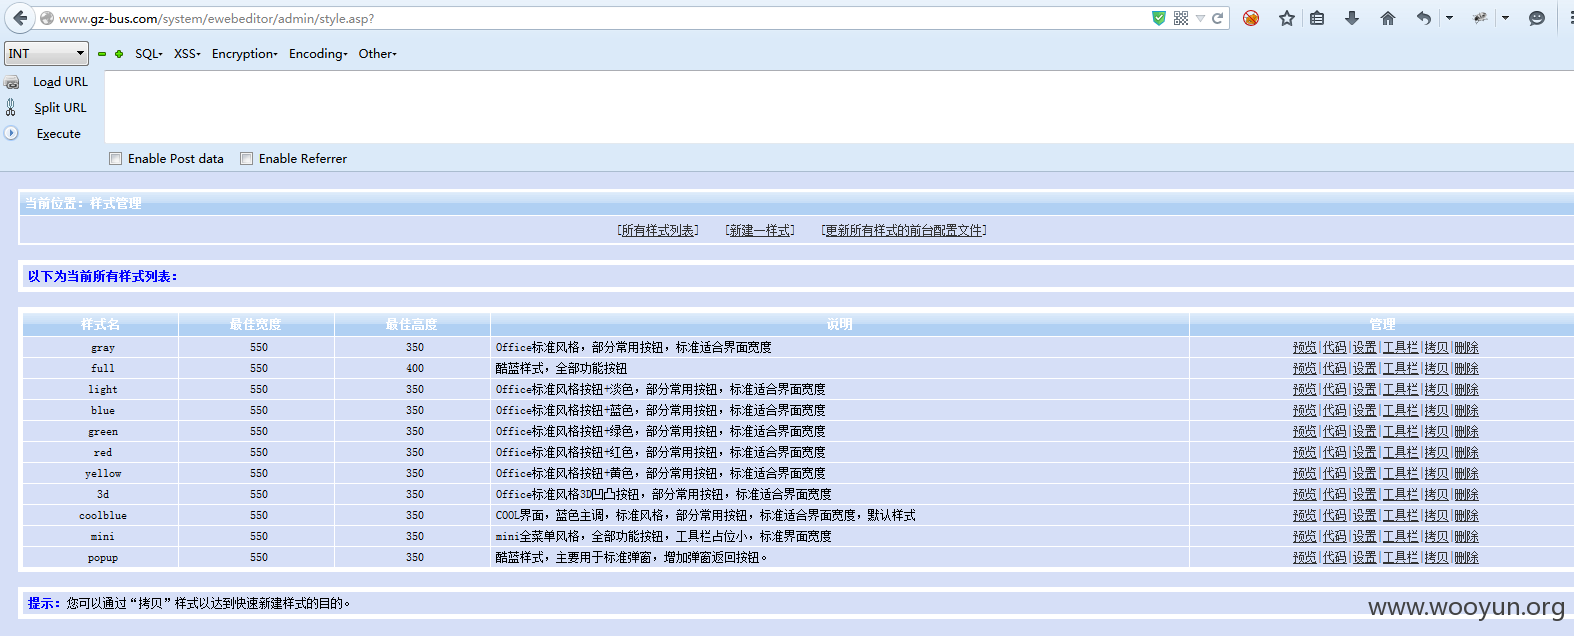 www.gz-bus.com/system/ewebeditor/admin/style.asp?
INT SQL XSS Encryption Encoding Other
Load URL
Split URL
Execute
Enable Post data Enable Referrer
当前位置：样式管理
[所有样式列表] [新建一样式] [更新所有样式的前台配置文件]
以下为当前所有样式列表：
样式名 最佳宽度 最佳高度 说明 管理
gray 550 350 Office标准风格，部分常用按钮，标准适合界面宽度 预览|代码|设置|工具栏|拷贝|删除
full 550 400 酷蓝样式，全部功能按钮 预览|代码|设置|工具栏|拷贝|删除
light 550 350 Office标准风格按钮+淡色，部分常用按钮，标准适合界面宽度 预览|代码|设置|工具栏|拷贝|删除
blue 550 350 Office标准风格按钮+蓝色，部分常用按钮，标准适合界面宽度 预览|代码|设置|工具栏|拷贝|删除
green 550 350 Office标准风格按钮+绿色，部分常用按钮，标准适合界面宽度 预览|代码|设置|工具栏|拷贝|删除
red 550 350 Office标准风格按钮+红色，部分常用按钮，标准适合界面宽度 预览|代码|设置|工具栏|拷贝|删除
yellow 550 350 Office标准风格按钮+黄色，部分常用按钮，标准适合界面宽度 预览|代码|设置|工具栏|拷贝|删除
3d 550 350 Office标准风格3D凹凸按钮，部分常用按钮，标准适合界面宽度 预览|代码|设置|工具栏|拷贝|删除
coolblue 550 350 COOL界面，蓝色主调，标准风格，部分常用按钮，标准适合界面宽度，默认样式 预览|代码|设置|工具栏|拷贝|删除
mini 550 350 mini全菜单风格，全部功能按钮，工具栏占位小，标准界面宽度 预览|代码|设置|工具栏|拷贝|删除
popup 550 350 酷蓝样式，主要用于标准弹窗，增加弹窗返回按钮。 预览|代码|设置|工具栏|拷贝|删除
提示：您可以通过“拷贝”样式以达到快速新建样式的目的。
www.wooyun.org